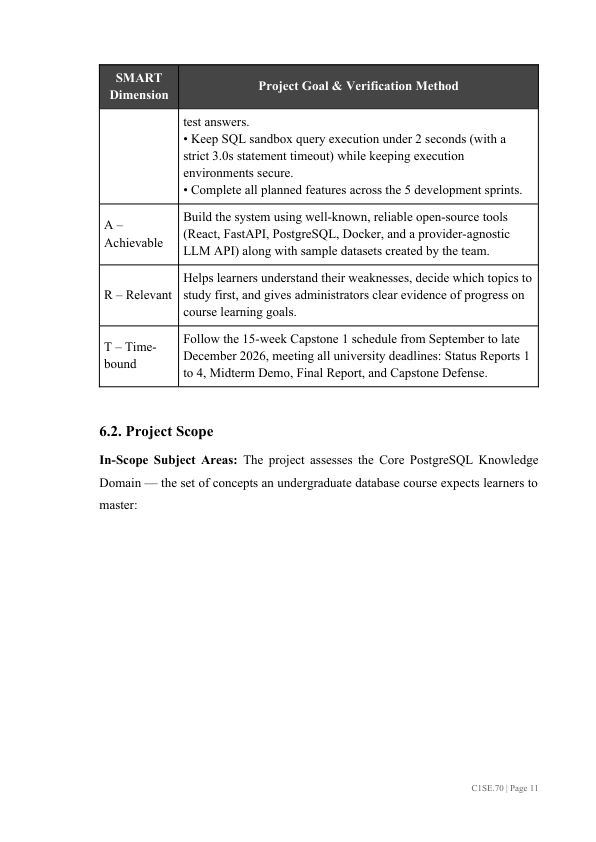 SMART
Dimension
Project Goal & Verification Method
test answers.
• Keep SQL sandbox query execution under 2 seconds (with a
strict 3.0s statement timeout) while keeping execution
environments secure.
• Complete all planned features across the 5 development sprints.
A –
Achievable
Build the system using well-known, reliable open-source tools
(React, FastAPI, PostgreSQL, Docker, and a provider-agnostic
LLM API) along with sample datasets created by the team.
R – Relevant
Helps learners understand their weaknesses, decide which topics to
study first, and gives administrators clear evidence of progress on
course learning goals.
T – Time-
bound
Follow the 15-week Capstone 1 schedule from September to late
December 2026, meeting all university deadlines: Status Reports 1
to 4, Midterm Demo, Final Report, and Capstone Defense.
6.2. Project Scope
In-Scope Subject Areas: The project assesses the Core PostgreSQL Knowledge
Domain — the set of concepts an undergraduate database course expects learners to
master:
C1SE.70 | Page 11